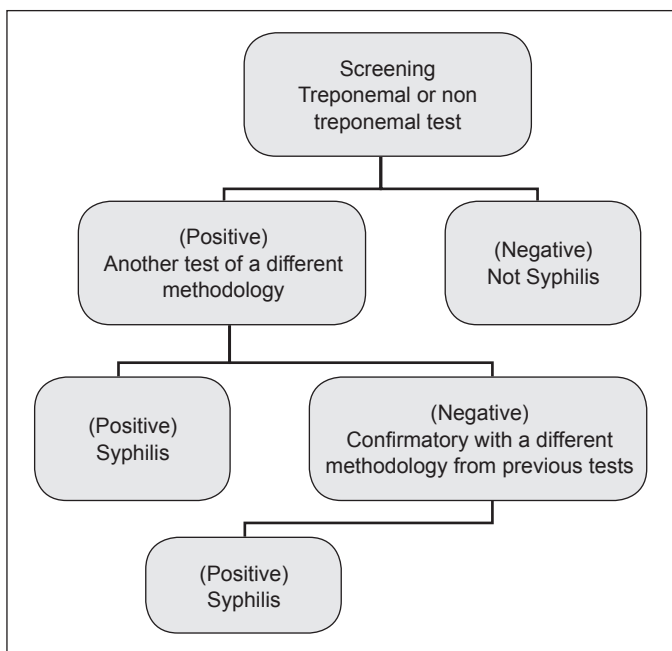 Screening
Treponemal or non
treponemal test
(Positive)
Another test of a different
methodology
(Negative)
Not Syphilis
(Positive)
Syphilis
(Negative)
Confirmatory with a different
methodology from previous tests
(Positive)
Syphilis